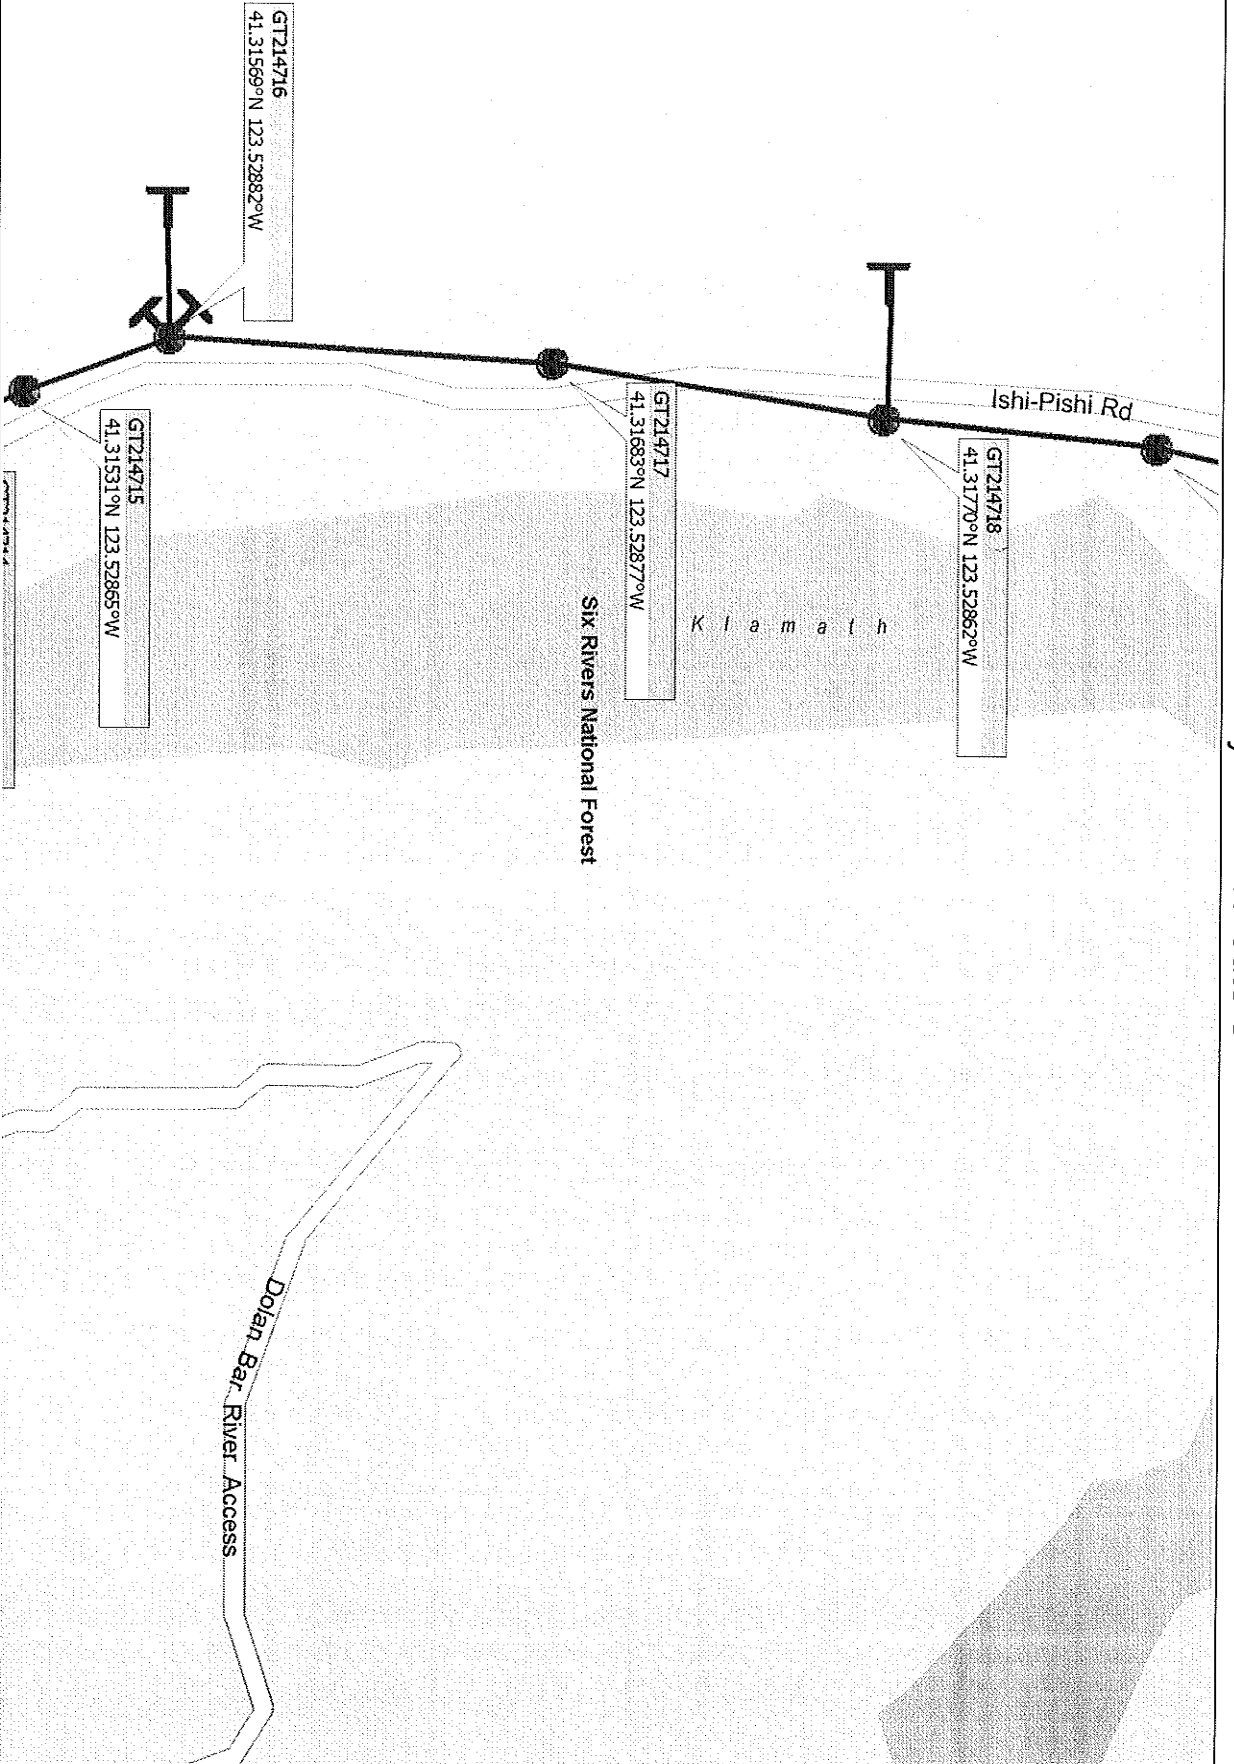 GT214716
41.31569°N 123.52882°W
GT214715
41.31531°N 123.52865°W
GT214717
41.31683°N 123.52877°W
GT214718
41.31770°N 123.52862°W
Ishi-Pishi Rd
Klamath
Six Rivers National Forest
Dolan Bar River Access